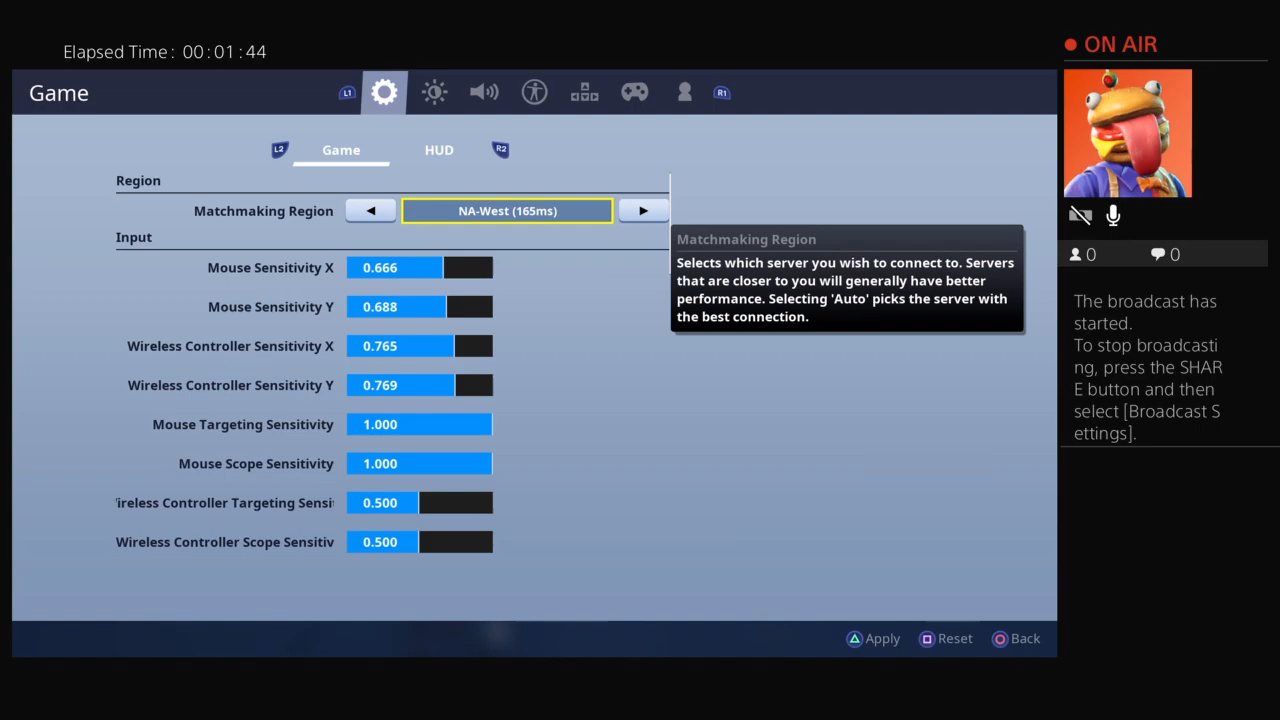 Elapsed Time: 00:01:44
ON AIR
Game
L1
R1
L2
Game
HUD
R2
Region
Matchmaking Region
NA-West (165ms)
Matchmaking Region
Selects which server you wish to connect to. Servers
that are closer to you will generally have better
performance. Selecting 'Auto' picks the server with
the best connection.
Input
Mouse Sensitivity X
0.666
Mouse Sensitivity Y
0.688
Wireless Controller Sensitivity X
0.765
Wireless Controller Sensitivity Y
0.769
Mouse Targeting Sensitivity
1.000
Mouse Scope Sensitivity
1.000
ireless Controller Targeting Sensi
0.500
Wireless Controller Scope Sensitiv
0.500
Apply
Reset
Back
0
0
The broadcast has
started.
To stop broadcasti
ng, press the SHAR
E button and then
select [Broadcast S
ettings].